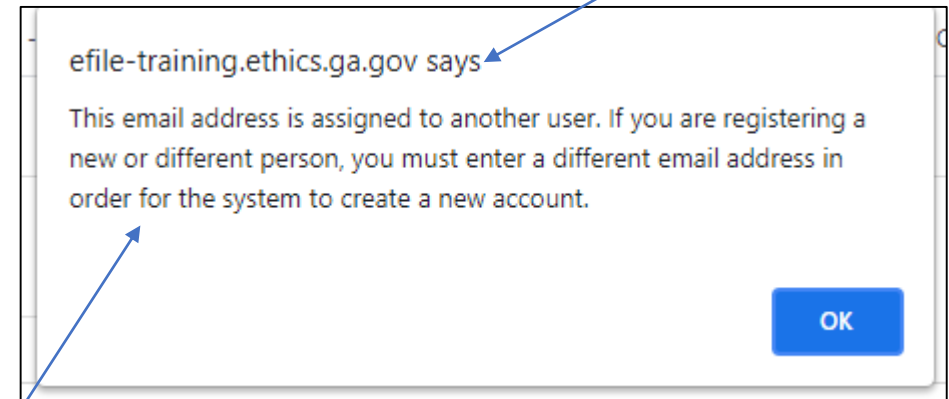 efile-training.ethics.ga.gov says
This email address is assigned to another user. If you are registering a
new or different person, you must enter a different email address in
order for the system to create a new account.
OK